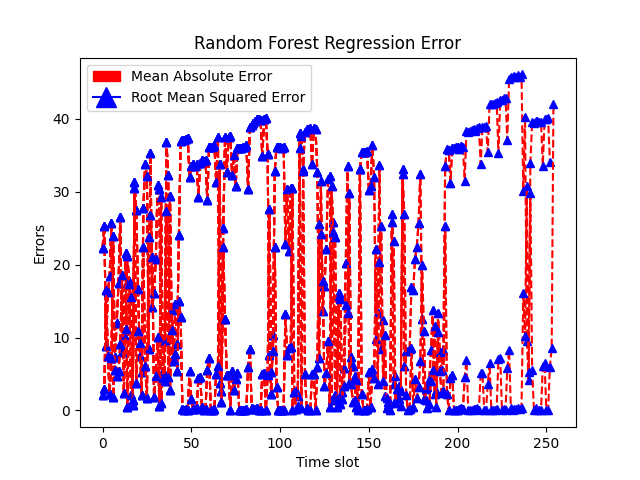 Random Forest Regression Error
Mean Absolute Error
Root Mean Squared Error
Errors
40
30
20
10
0
0 50 100 150 200 250
Time slot